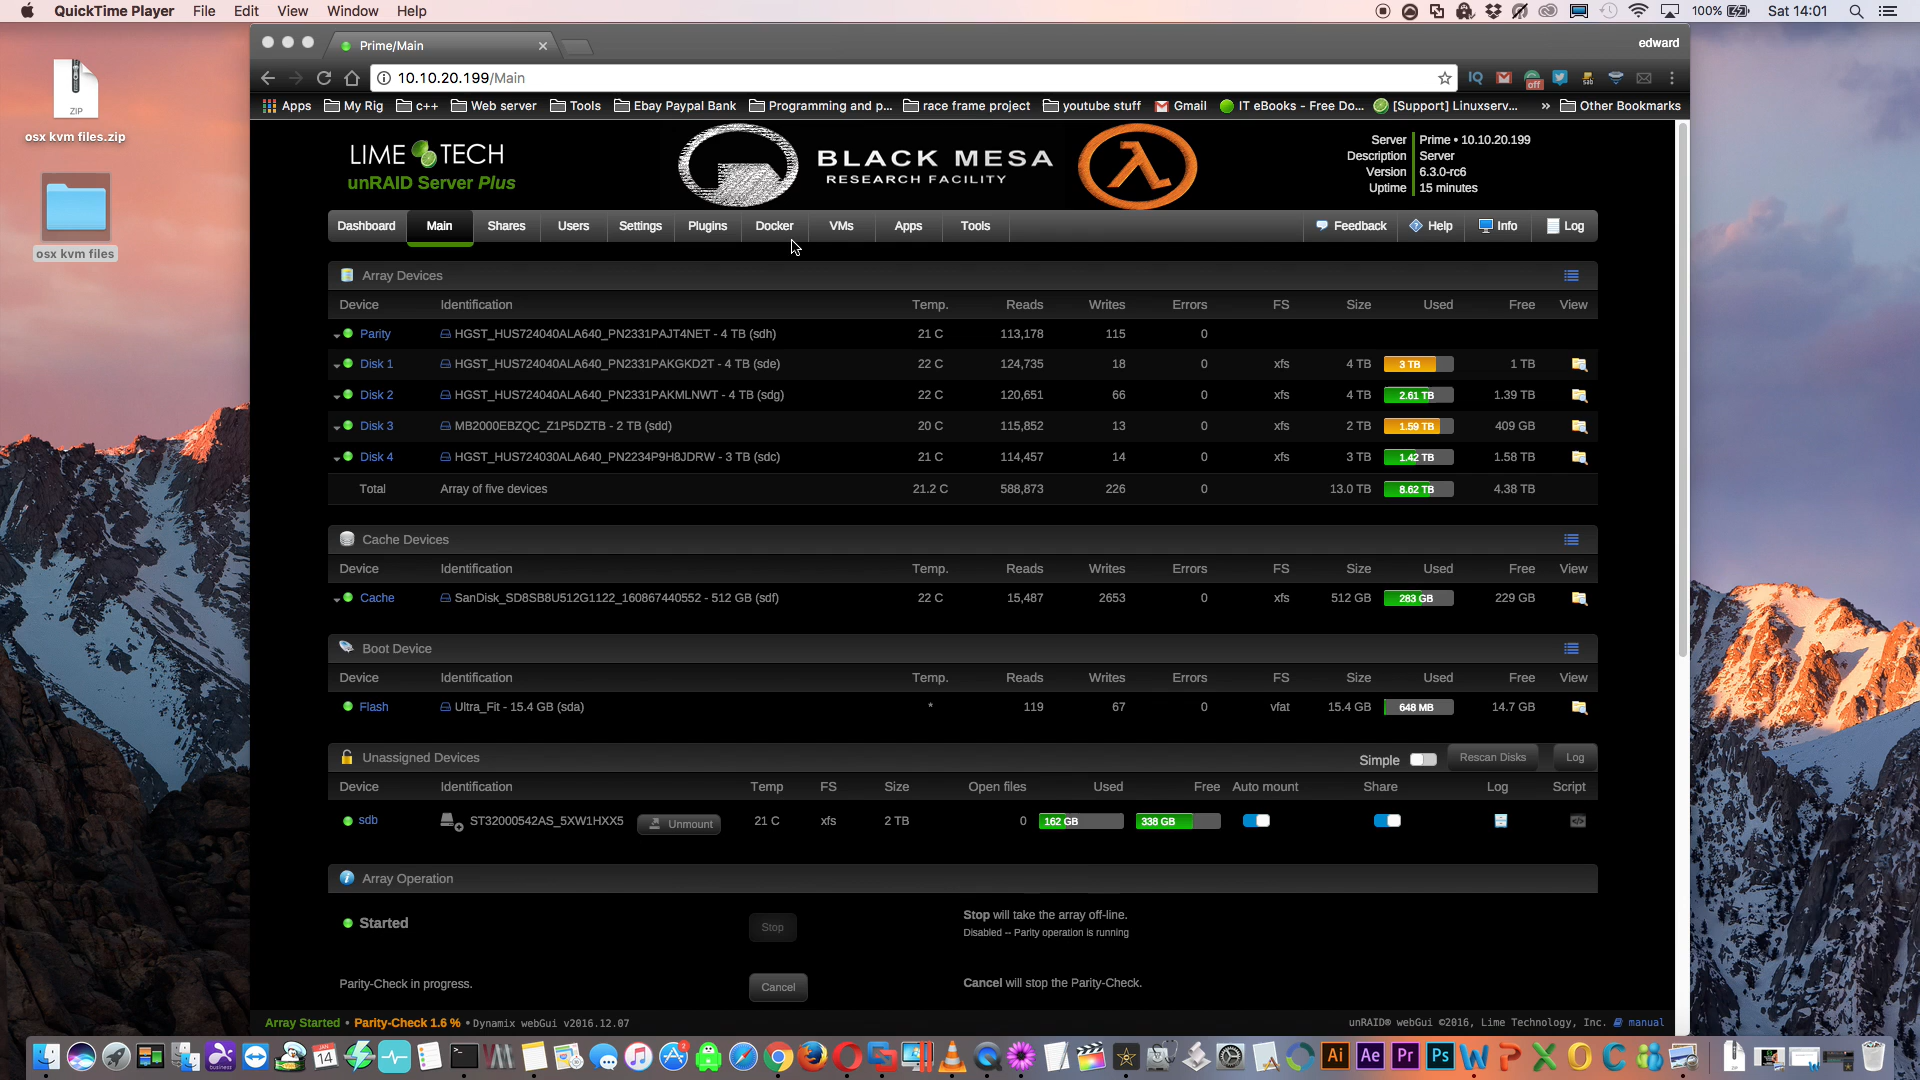 QuickTime Player File Edit View Window Help
100% Sat 14:01
Prime/Main
edward
10.10.20.199/Main
IQ
off
sab
Apps My Rig c++ Web server Tools Ebay Paypal Bank Programming and p... race frame project youtube stuff Gmail IT eBooks - Free Do... [Support] Linuxserv... » Other Bookmarks
ZIP
osx kvm files.zip
osx kvm files
LIME TECH
unRAID Server Plus
BLACK MESA
RESEARCH FACILITY
Server Prime • 10.10.20.199
Description Server
Version 6.3.0-rc6
Uptime 15 minutes
Dashboard Main Shares Users Settings Plugins Docker VMs Apps Tools Feedback Help Info Log
Array Devices
Device Identification Temp. Reads Writes Errors FS Size Used Free View
Parity HGST_HUS724040ALA640_PN2331PAJT4NET - 4 TB (sdh) 21 C 113,178 115 0
Disk 1 HGST_HUS724040ALA640_PN2331PAKGKD2T - 4 TB (sde) 22 C 124,735 18 0 xfs 4 TB 3 TB 1 TB
Disk 2 HGST_HUS724040ALA640_PN2331PAKMLNWT - 4 TB (sdg) 22 C 120,651 66 0 xfs 4 TB 2.61 TB 1.39 TB
Disk 3 MB2000EBZQC_Z1P5DZTB - 2 TB (sdd) 20 C 115,852 13 0 xfs 2 TB 1.59 TB 409 GB
Disk 4 HGST_HUS724030ALA640_PN2234P9H8JDRW - 3 TB (sdc) 21 C 114,457 14 0 xfs 3 TB 1.42 TB 1.58 TB
Total Array of five devices 21.2 C 588,873 226 0 13.0 TB 8.62 TB 4.38 TB
Cache Devices
Device Identification Temp. Reads Writes Errors FS Size Used Free View
Cache SanDisk_SD8SB8U512G1122_160867440552 - 512 GB (sdf) 22 C 15,487 2653 0 xfs 512 GB 283 GB 229 GB
Boot Device
Device Identification Temp. Reads Writes Errors FS Size Used Free View
Flash Ultra_Fit - 15.4 GB (sda) * 119 67 0 vfat 15.4 GB 648 MB 14.7 GB
Unassigned Devices Simple Rescan Disks Log
Device Identification Temp FS Size Open files Used Free Auto mount Share Log Script
sdb ST32000542AS_5XW1HXX5 Unmount 21 C xfs 2 TB 0 162 GB 338 GB
Array Operation
Started Stop Stop will take the array off-line.
Disabled -- Parity operation is running
Parity-Check in progress. Cancel Cancel will stop the Parity-Check.
Array Started • Parity-Check 1.6 % • Dynamix webGui v2016.12.07
unRAID® webGui ©2016, Lime Technology, Inc. manual
business
JAN
14
2
Ai Ae Pr Ps